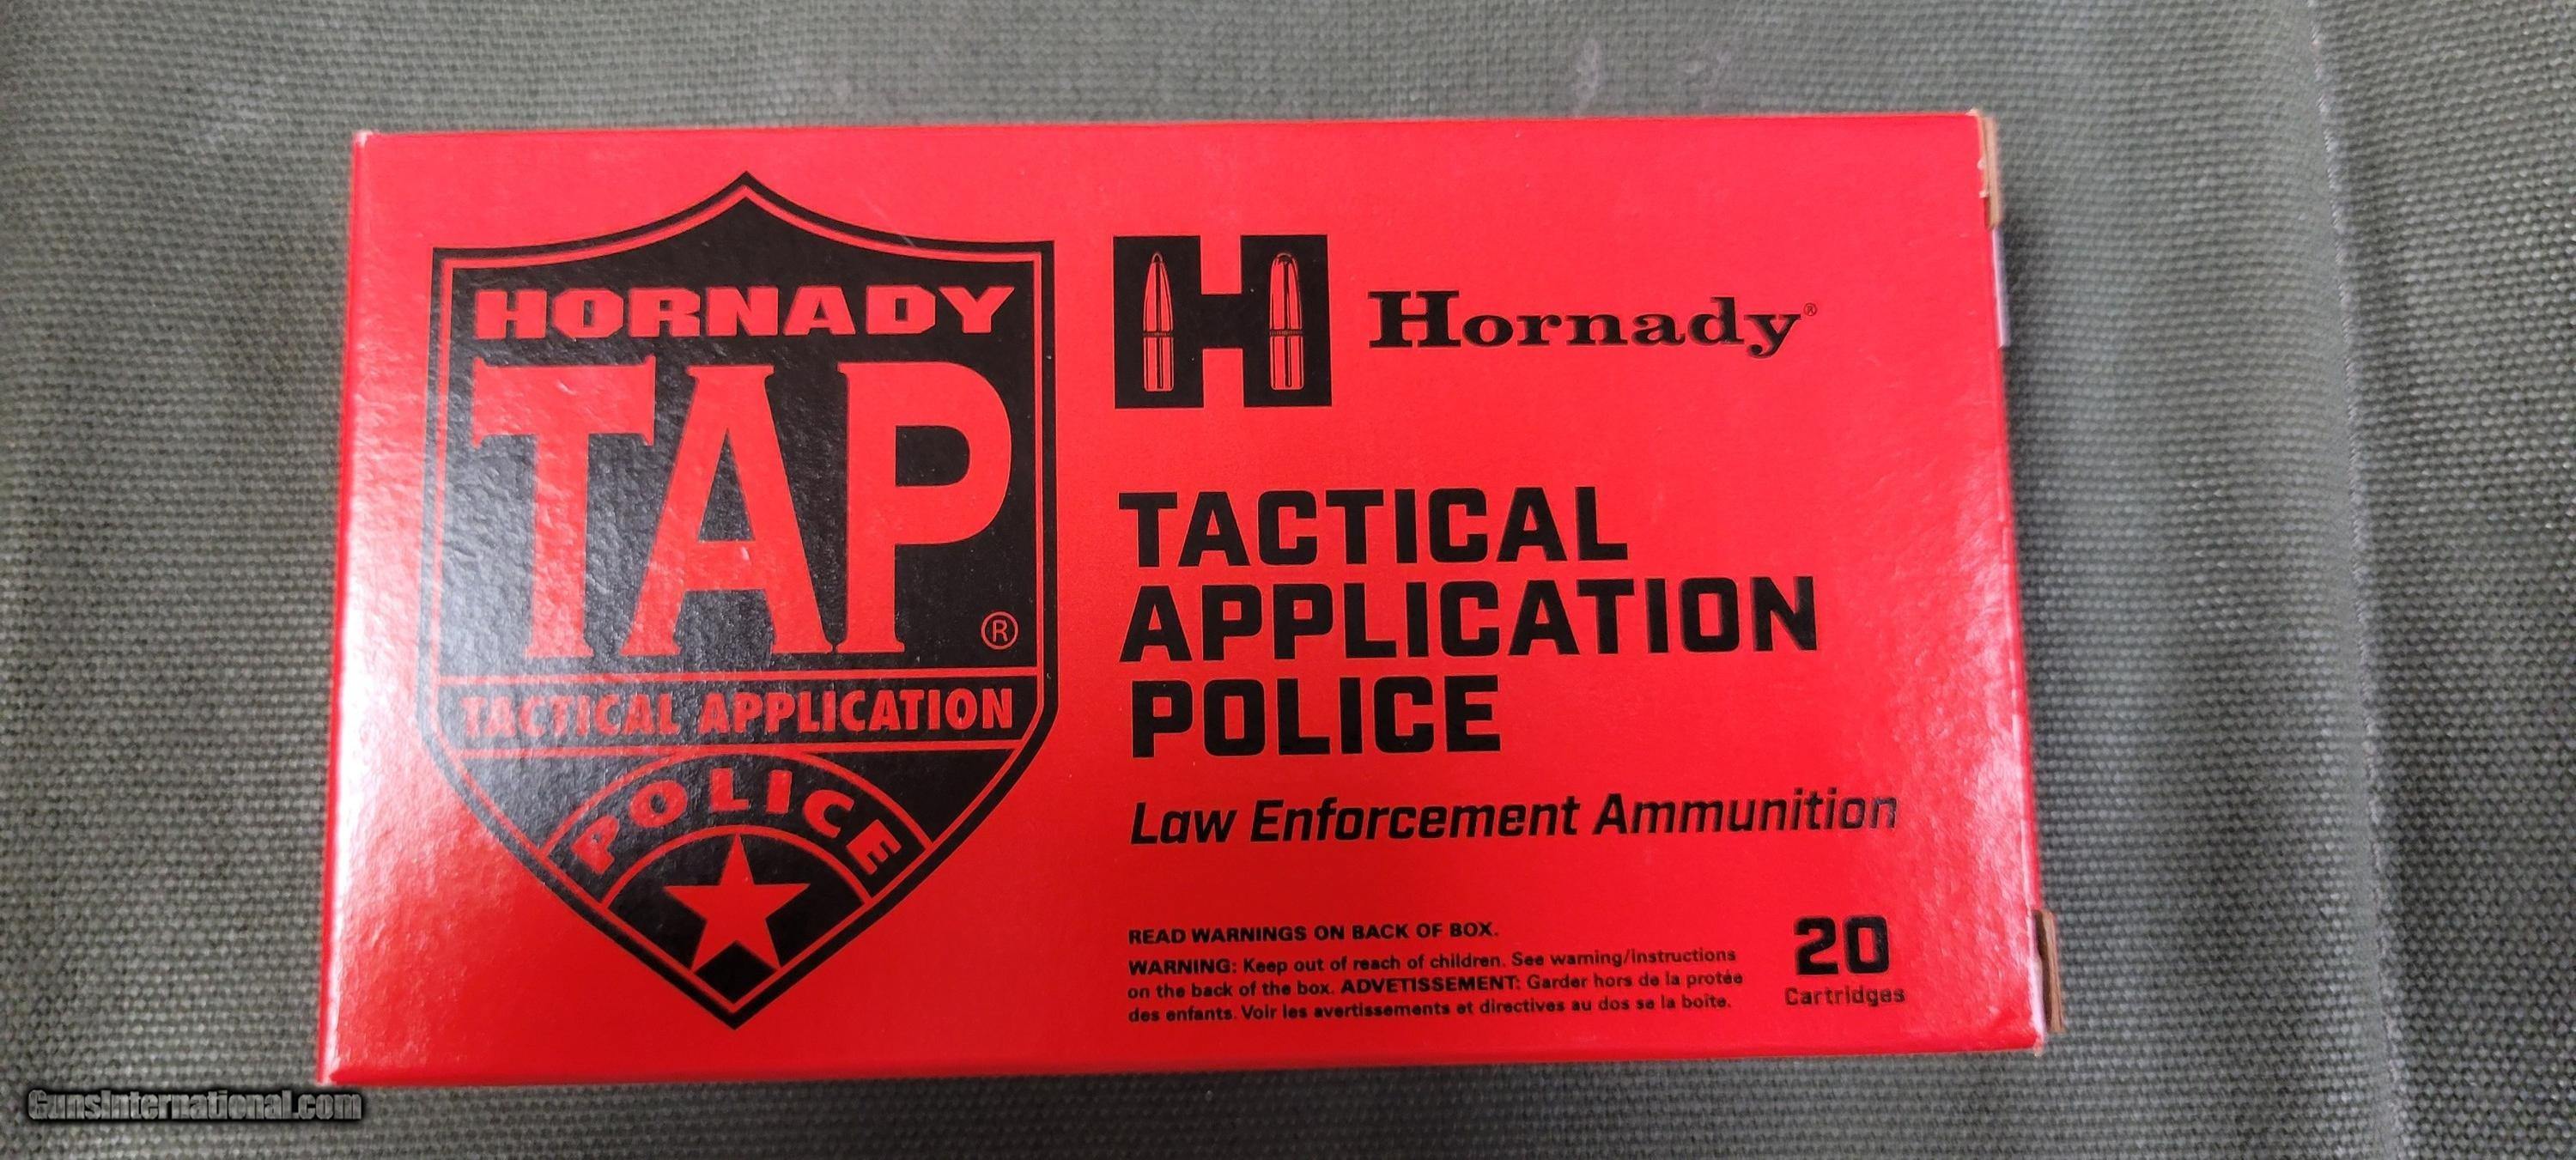 HORNADY
TAP®
TACTICAL APPLICATION
POLICE
H Hornady®
TACTICAL
APPLICATION
POLICE
Law Enforcement Ammunition
READ WARNINGS ON BACK OF BOX.
WARNING: Keep out of reach of children. See warning/instructions
on the back of the box. ADVETISSEMENT: Garder hors de la protée
des enfants. Voir les avertissements et directives au dos se la boîte.
20
Cartridges
GunsInternational.com